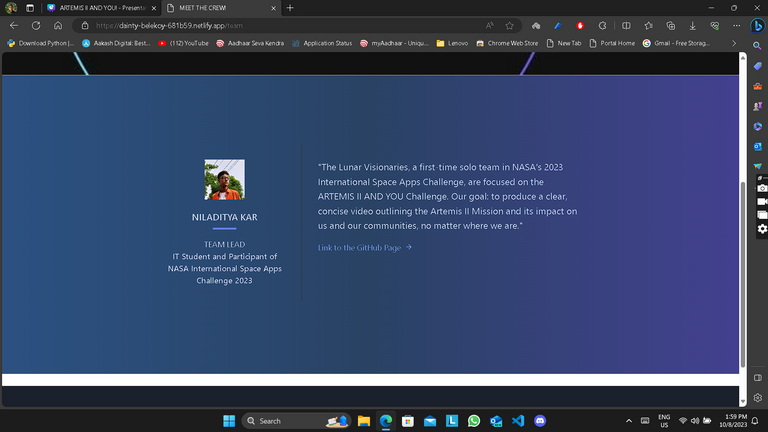 ARTEMIS II AND YOU! - Presenta
MEET THE CREW!
https://dainty-belekoy-681b59.netlify.app/team
Download Python |...
Aakash Digital: Best...
(112) YouTube
Aadhaar Seva Kendra
Application Status
myAadhaar - Uniqu...
Lenovo
Chrome Web Store
New Tab
Portal Home
Gmail - Free Storag...
NILADITYA KAR
TEAM LEAD
IT Student and Participant of
NASA International Space Apps
Challenge 2023
"The Lunar Visionaries, a first-time solo team in NASA's 2023
International Space Apps Challenge, are focused on the
ARTEMIS II AND YOU Challenge. Our goal: to produce a clear,
concise video outlining the Artemis II Mission and its impact on
us and our communities, no matter where we are."
Link to the GitHub Page →
Search
ENG
IN
1:59 PM
10/8/2023